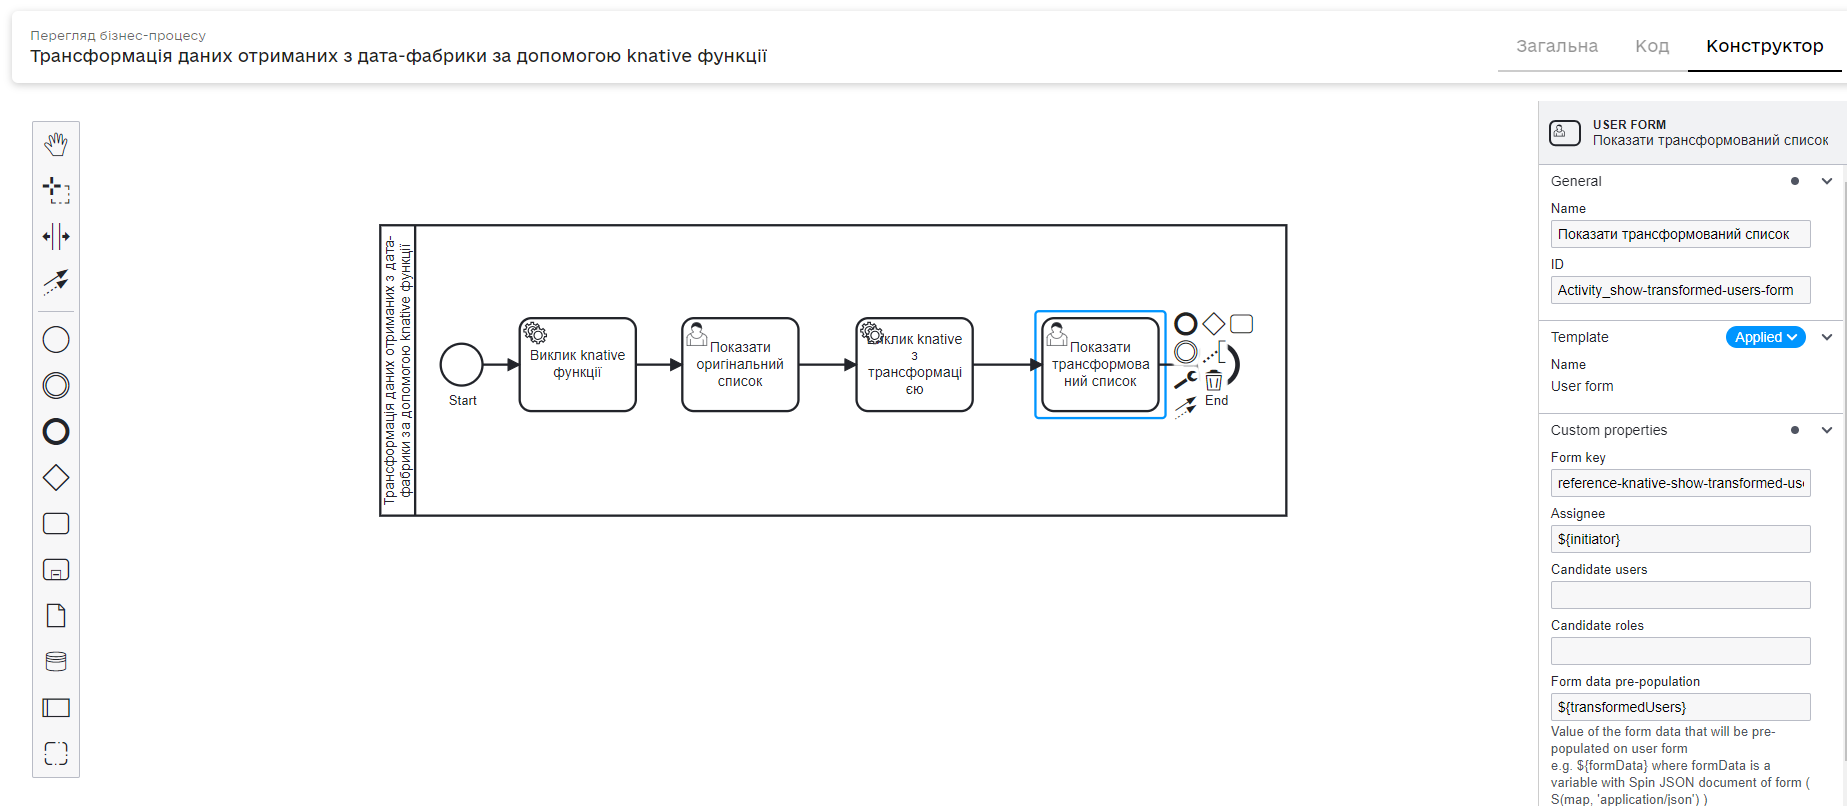 Перегляд бізнес-процесу
Трансформація даних отриманих з дата-фабрики за допомогою knative функції
Загальна
Код
Конструктор
Трансформація даних отриманих з дата-
фабрики за допомогою knative функції
Start
Виклик knative
функції
Показати
оригінальний
список
knative
з
трансформаці
єю
Показати
трансформова
ний список
End
USER FORM
Показати трансформований список
General
Name
Показати трансформований список
ID
Activity_show-transformed-users-form
Template
Applied
Name
User form
Custom properties
Form key
reference-knative-show-transformed-use
Assignee
${initiator}
Candidate users
Candidate roles
Form data pre-population
${transformedUsers}
Value of the form data that will be pre-
populated on user form
e.g. ${formData} where formData is a
variable with Spin JSON document of form (
S(map, 'application/json') )